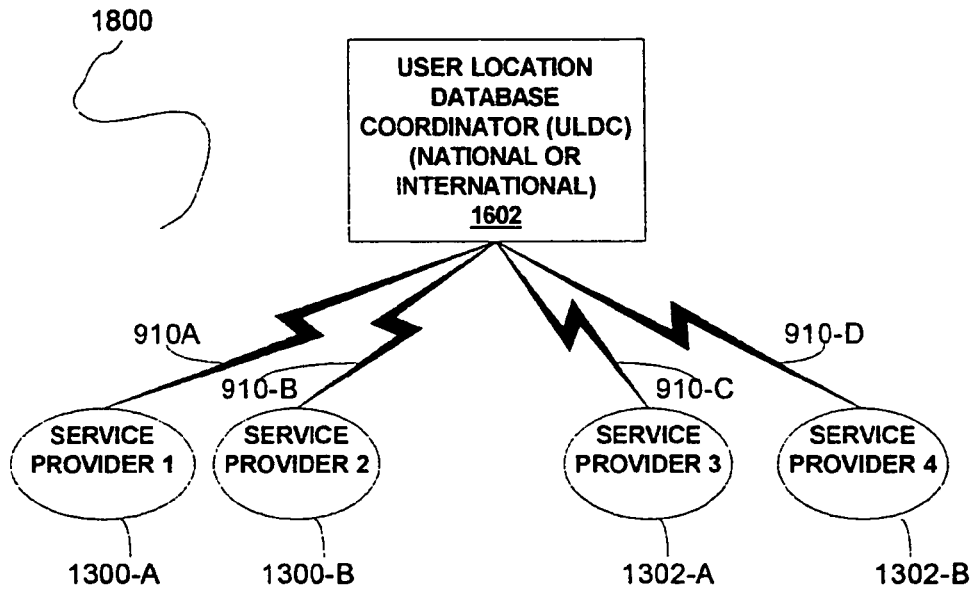 1800
USER LOCATION
DATABASE
COORDINATOR (ULDC)
(NATIONAL OR
INTERNATIONAL)
1602
910A
910-B
910-C
910-D
SERVICE
PROVIDER 1
SERVICE
PROVIDER 2
SERVICE
PROVIDER 3
SERVICE
PROVIDER 4
1300-A
1300-B
1302-A
1302-B